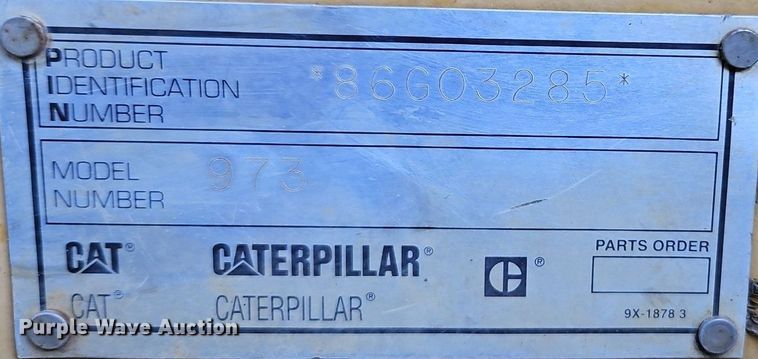 PRODUCT
IDENTIFICATION
NUMBER
*86G03285*
MODEL
NUMBER
973
CAT® CATERPILLAR® ®
CAT® CATERPILLAR®
PARTS ORDER
9X-1878 3
Purple Wave Auction